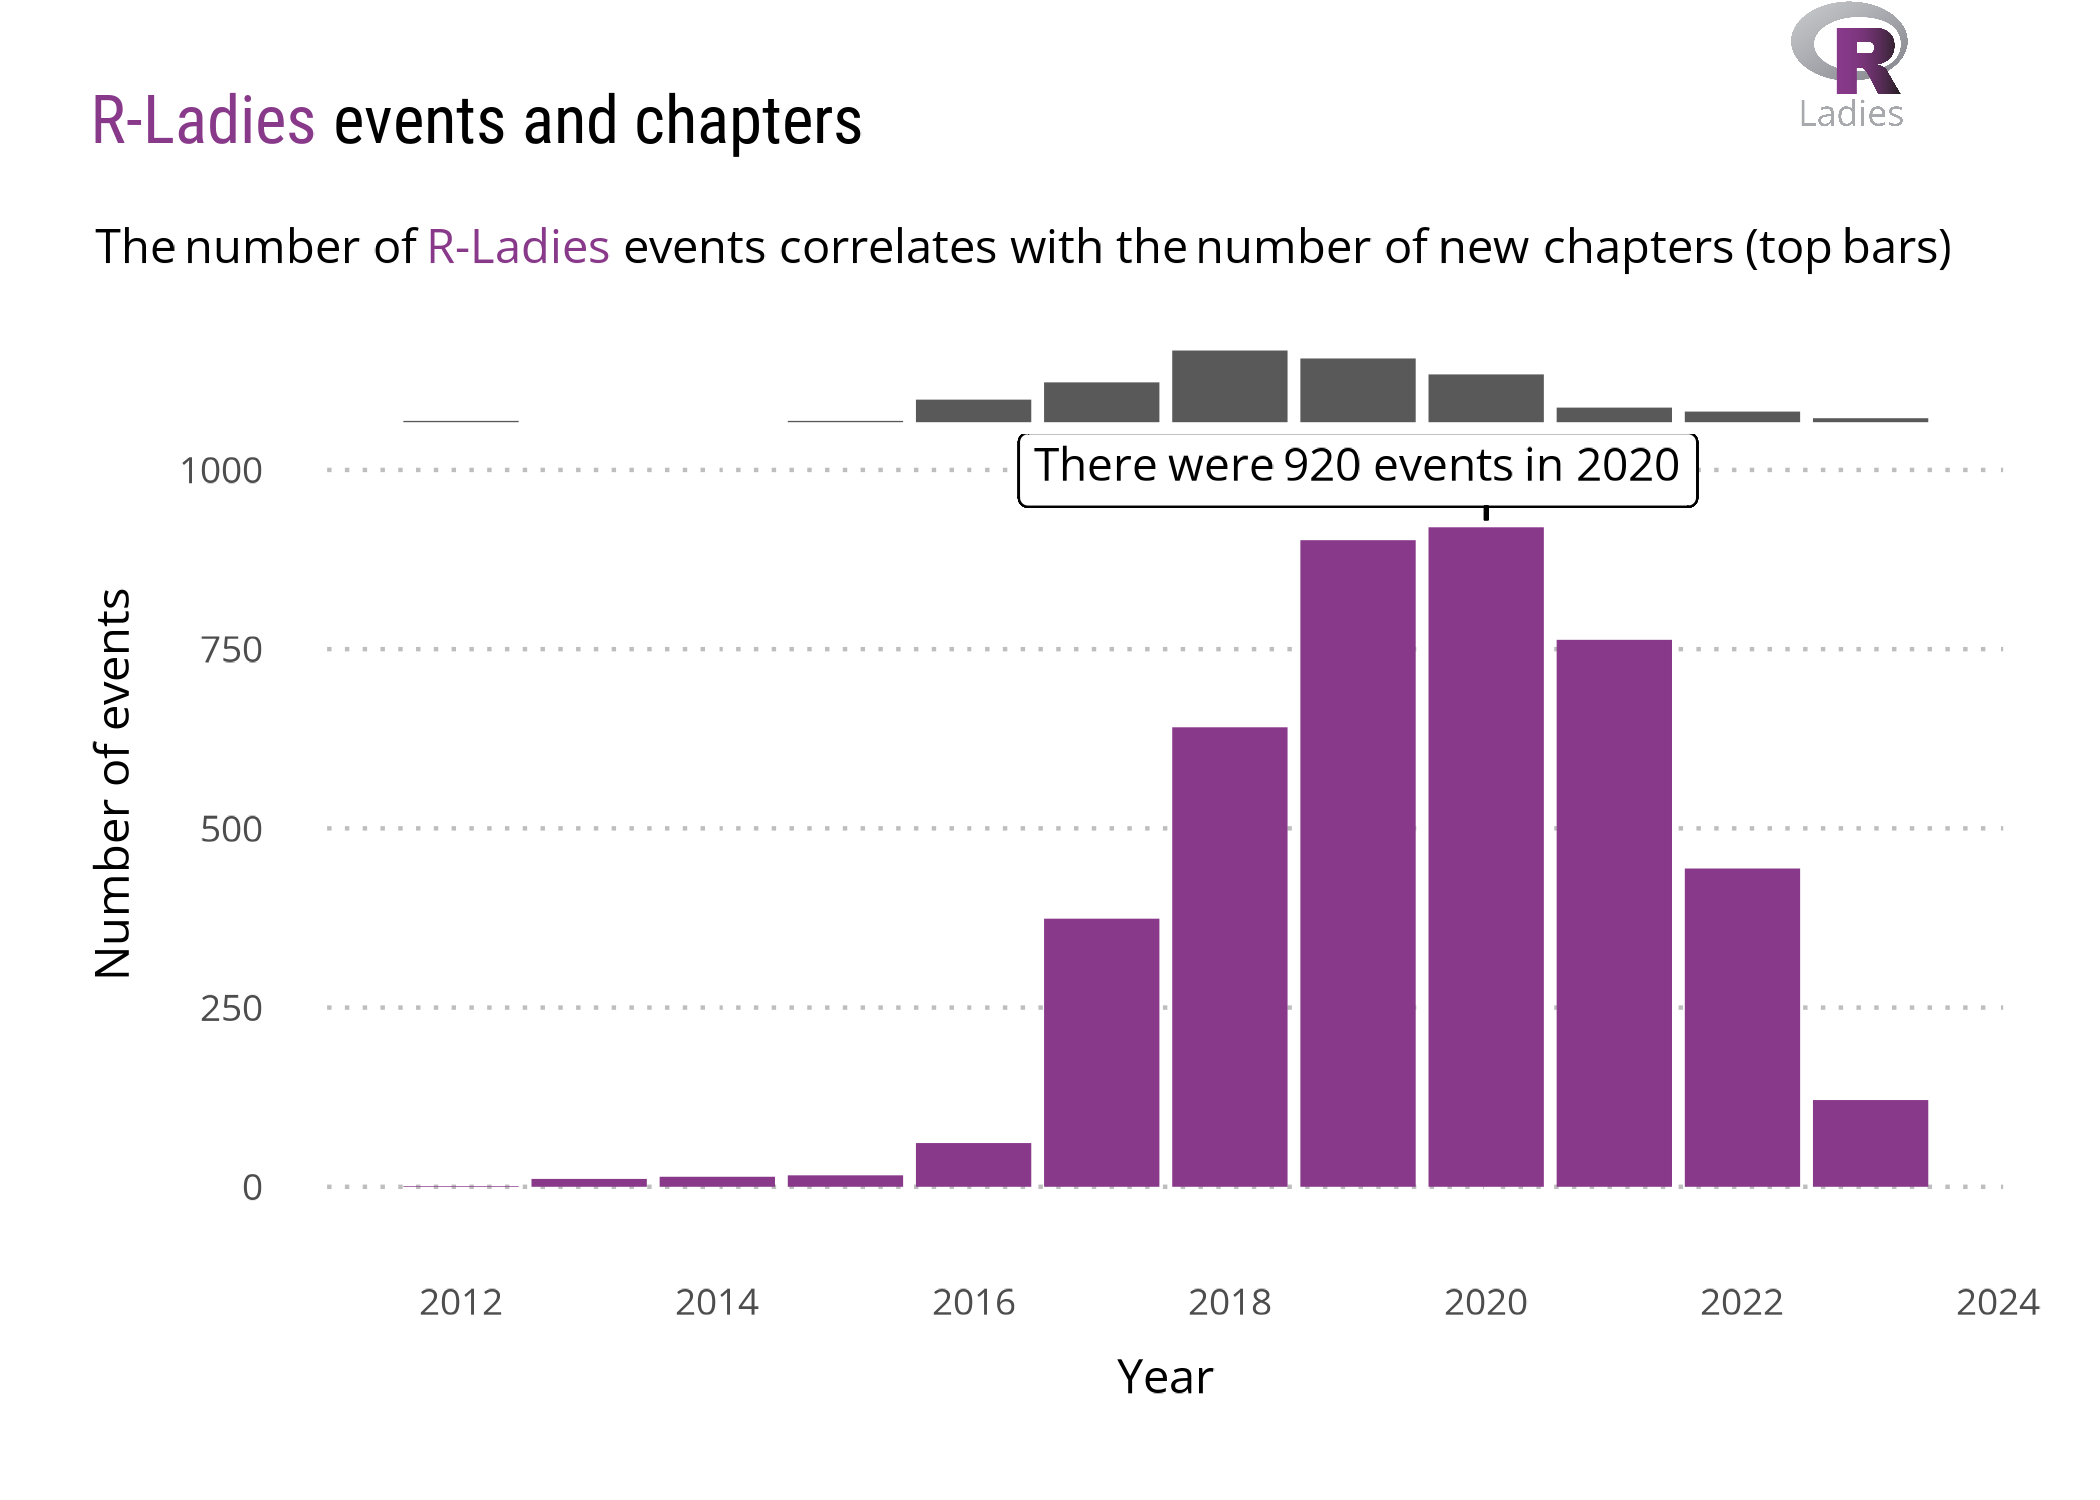 R
Ladies
R-Ladies events and chapters
The number of R-Ladies events correlates with the number of new chapters (top bars)
There were 920 events in 2020
1000
750
500
250
0
Number of events
2012 2014 2016 2018 2020 2022 2024
Year